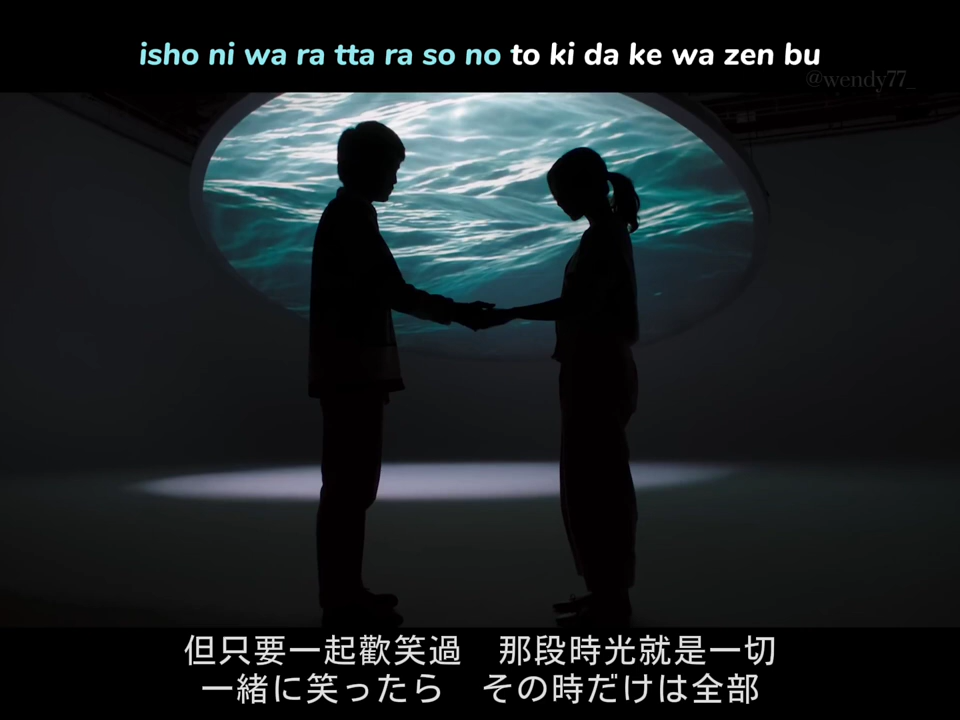 isho ni wa ra tta ra so no to ki da ke wa zen bu
@wendy77_
但只要一起歡笑過　那段時光就是一切
一緒に笑ったら　その時だけは全部